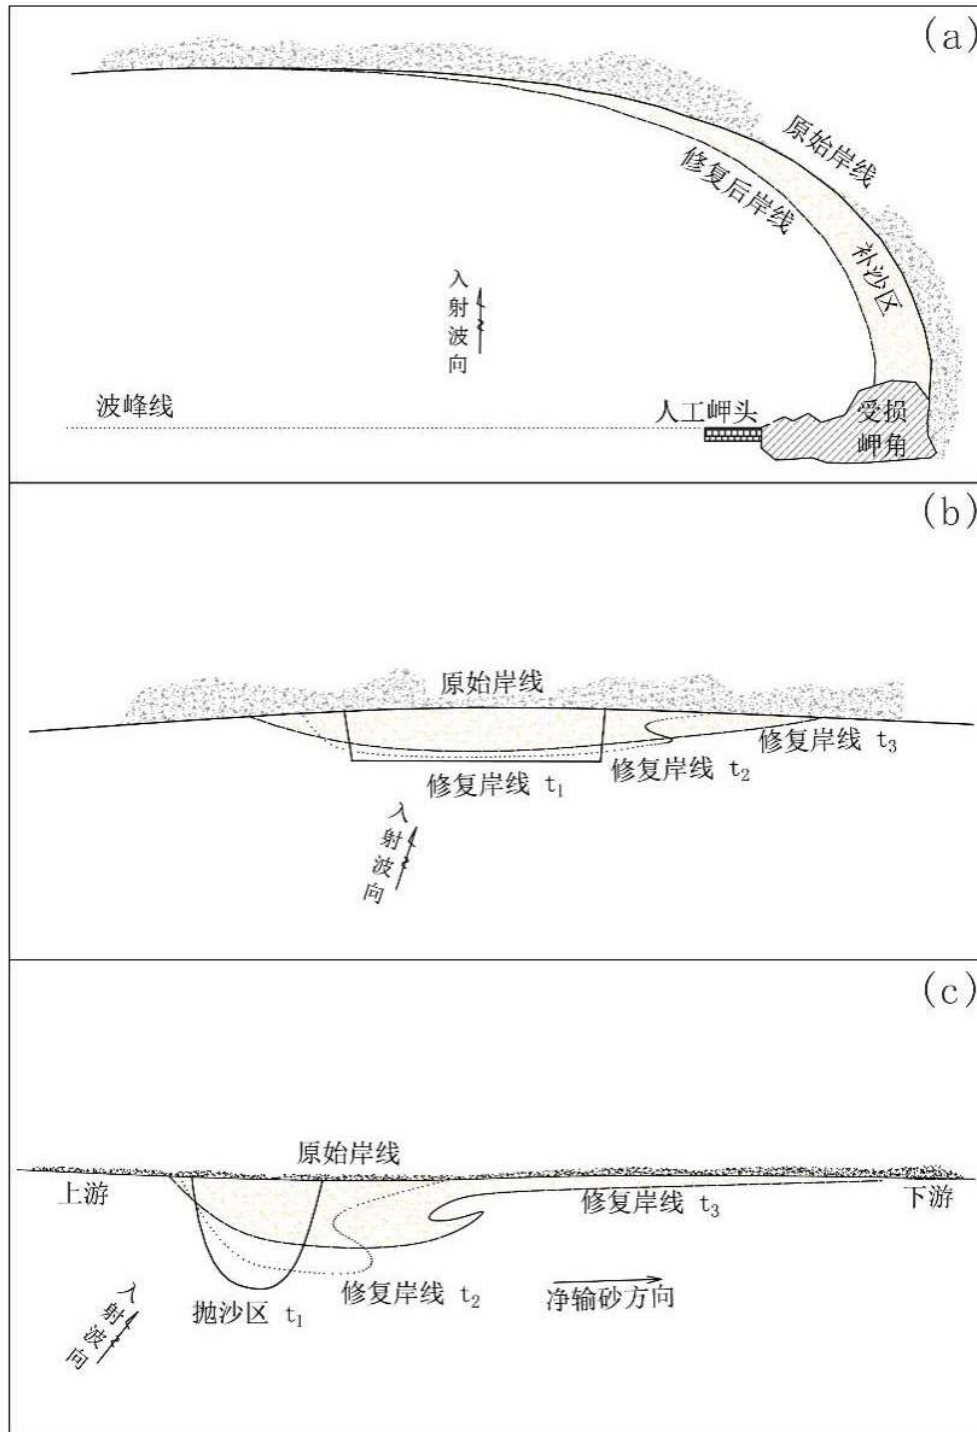 (a)
原始岸线
修复后岸线
补沙区
入射波向
波峰线
人工岬头
受损
岬角
(b)
原始岸线
修复岸线 t₃
修复岸线 t₂
修复岸线 t₁
入射波向
(c)
原始岸线
上游
修复岸线 t₃
下游
修复岸线 t₂
净输砂方向
抛沙区 t₁
入射波向